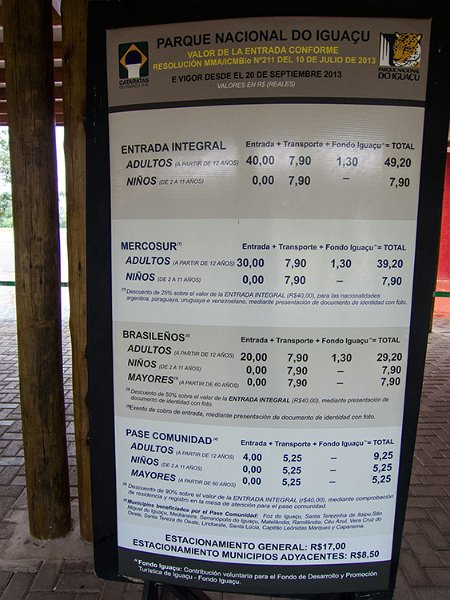 PARQUE NACIONAL DO IGUAÇU
VALOR DE LA ENTRADA CONFORME
RESOLUCIÓN MMA/ICMBio Nº211 DEL 10 DE JULIO DE 2013
E VIGOR DESDE EL 20 DE SEPTIEMBRE 2013
VALORES EN R$ (REALES)
CATARATAS
DO IGUAÇU S.A.
PARQUE NACIONAL
DO IGUAÇU
ENTRADA INTEGRAL Entrada + Transporte + Fondo Iguaçu = TOTAL
ADULTOS (A PARTIR DE 12 AÑOS) 40,00 7,90 1,30 49,20
NIÑOS (DE 2 A 11 AÑOS) 0,00 7,90 – 7,90
MERCOSUR Entrada + Transporte + Fondo Iguaçu = TOTAL
ADULTOS (A PARTIR DE 12 AÑOS) 30,00 7,90 1,30 39,20
NIÑOS (DE 2 A 11 AÑOS) 0,00 7,90 – 7,90
Descuento de 25% sobre el valor de la ENTRADA INTEGRAL (R$40,00), para las nacionalidades
argentina, paraguaya, uruguaya e venezoelano, mediante presentación de documento de identidad con foto.
BRASILEÑOS Entrada + Transporte + Fondo Iguaçu = TOTAL
ADULTOS (A PARTIR DE 12 AÑOS) 20,00 7,90 1,30 29,20
NIÑOS (DE 2 A 11 AÑOS) 0,00 7,90 – 7,90
MAYORES (A PARTIR DE 60 AÑOS) 0,00 7,90 – 7,90
Descuento de 50% sobre el valor de la ENTRADA INTEGRAL (R$40,00), mediante presentación de
documento de identidad con foto.
Exento de cobro de entrada, mediante presentación de documento de identidad con foto.
PASE COMUNIDAD Entrada + Transporte + Fondo Iguaçu = TOTAL
ADULTOS (A PARTIR DE 12 AÑOS) 4,00 5,25 – 9,25
NIÑOS (DE 2 A 11 AÑOS) 0,00 5,25 – 5,25
MAYORES (A PARTIR DE 60 AÑOS) 0,00 5,25 – 5,25
Descuento de 90% sobre el valor de la ENTRADA INTEGRAL (R$40,00), mediante comprobación
de residencia y registro en la mesa de atención para el pase comunidad.
Municipios beneficiados por el Pase Comunidad: Foz do Iguaçu, Santa Terezinha de Itaipu, São
Miguel do Iguaçu, Medianeira, Serranópolis do Iguaçu, Matelândia, Ramilândia, Céu Azul, Vera Cruz do
Oeste, Santa Tereza do Oeste, Lindoeste, Santa Lúcia, Capitão Leônidas Marques y Capanema.
ESTACIONAMIENTO GENERAL: R$17,00
ESTACIONAMIENTO MUNICIPIOS ADYACENTES: R$8,50
Fondo Iguaçu: Contribución voluntaria para el Fondo de Desarrollo y Promoción
Turística de Iguaçu - Fondo Iguaçu.